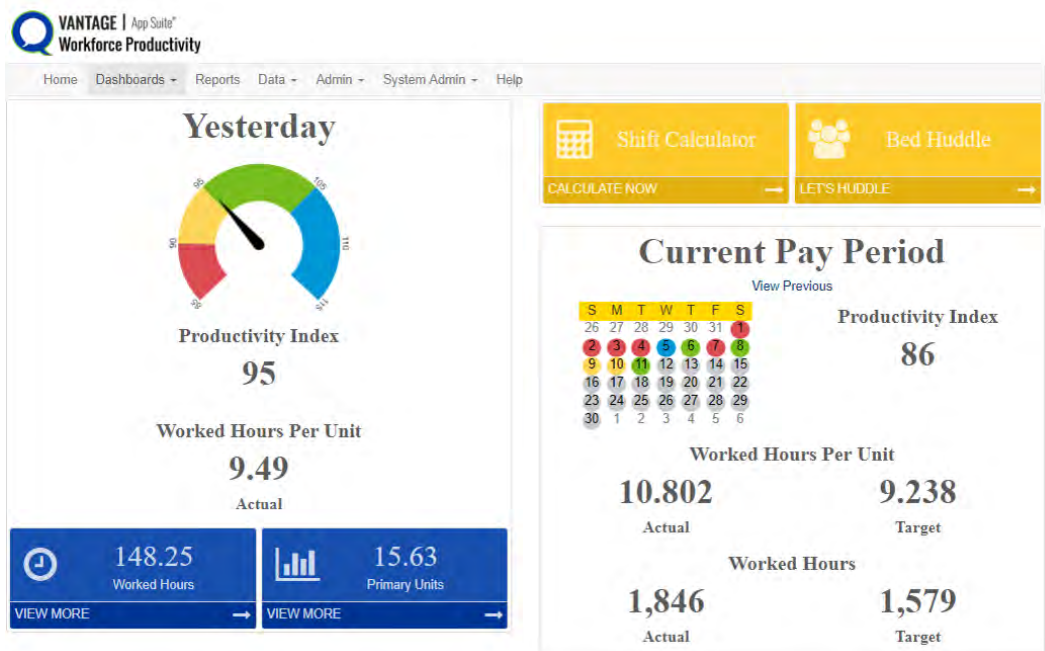 VANTAGE | App Suite"
Workforce Productivity
Home Dashboards Reports Data Admin System Admin Help
Yesterday
85
90
95
105
110
115
Productivity Index
95
Worked Hours Per Unit
9.49
Actual
148.25
Worked Hours
VIEW MORE
15.63
Primary Units
VIEW MORE
Shift Calculator
CALCULATE NOW
Bed Huddle
LET'S HUDDLE
Current Pay Period
View Previous
S M T W T F S
26 27 28 29 30 31 1
2 3 4 5 6 7 8
9 10 11 12 13 14 15
16 17 18 19 20 21 22
23 24 25 26 27 28 29
30 1 2 3 4 5 6
Productivity Index
86
Worked Hours Per Unit
10.802 9.238
Actual Target
Worked Hours
1,846 1,579
Actual Target